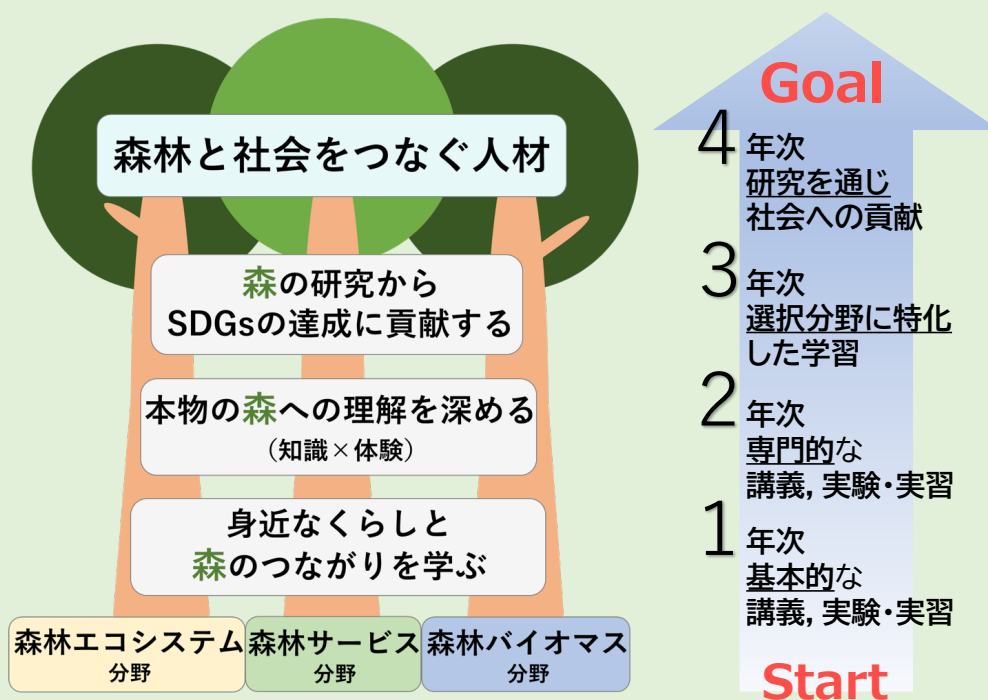 森林と社会をつなぐ人材
森の研究から
SDGsの達成に貢献する
本物の森への理解を深める
（知識×体験）
身近なくらしと
森のつながりを学ぶ
森林エコシステム
分野
森林サービス
分野
森林バイオマス
分野
Goal
4年次
研究を通じ
社会への貢献
3年次
選択分野に特化
した学習
2年次
専門的な
講義, 実験・実習
1年次
基本的な
講義, 実験・実習
Start